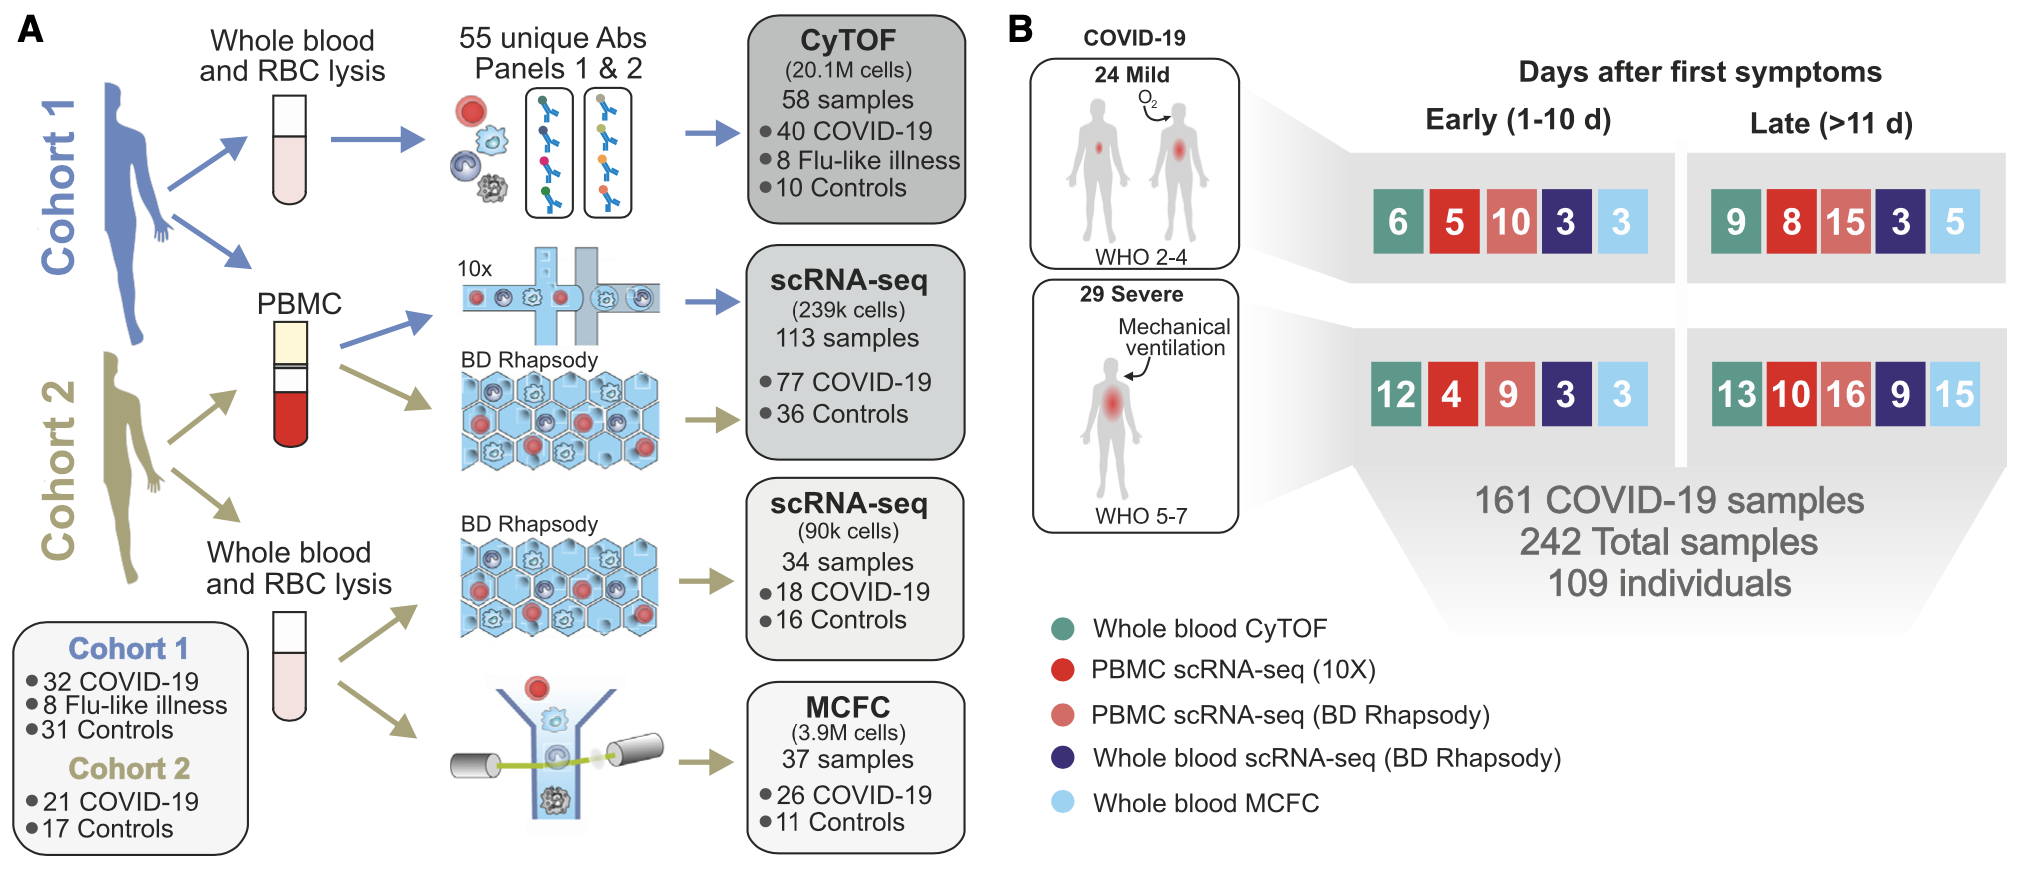 A
Cohort 1
Cohort 2
Whole blood
and RBC lysis
55 unique Abs
Panels 1 & 2
CyTOF
(20.1M cells)
58 samples
40 COVID-19
8 Flu-like illness
10 Controls
PBMC
10x
BD Rhapsody
scRNA-seq
(239k cells)
113 samples
77 COVID-19
36 Controls
Whole blood
and RBC lysis
BD Rhapsody
scRNA-seq
(90k cells)
34 samples
18 COVID-19
16 Controls
MCFC
(3.9M cells)
37 samples
26 COVID-19
11 Controls
Cohort 1
32 COVID-19
8 Flu-like illness
31 Controls
Cohort 2
21 COVID-19
17 Controls
B
COVID-19
24 Mild
O2
WHO 2-4
29 Severe
Mechanical
ventilation
WHO 5-7
Days after first symptoms
Early (1-10 d)
Late (>11 d)
6 5 10 3 3
9 8 15 3 5
12 4 9 3 3
13 10 16 9 15
161 COVID-19 samples
242 Total samples
109 individuals
Whole blood CyTOF
PBMC scRNA-seq (10X)
PBMC scRNA-seq (BD Rhapsody)
Whole blood scRNA-seq (BD Rhapsody)
Whole blood MCFC